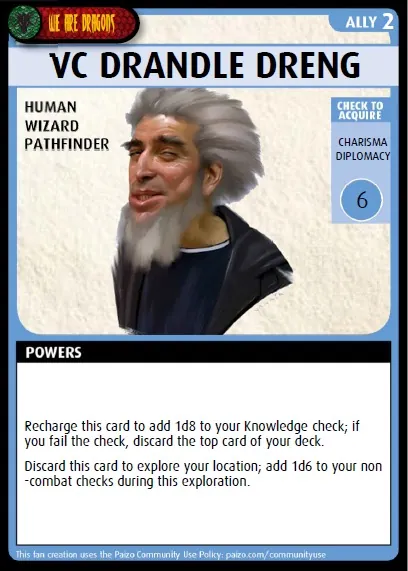 WE ARE DRAGONS
ALLY 2
VC DRANDLE DRENG
HUMAN
WIZARD
PATHFINDER
CHECK TO
ACQUIRE
CHARISMA
DIPLOMACY
6
POWERS
Recharge this card to add 1d8 to your Knowledge check; if
you fail the check, discard the top card of your deck.
Discard this card to explore your location; add 1d6 to your non
-combat checks during this exploration.
This fan creation uses the Paizo Community Use Policy: paizo.com/communityuse